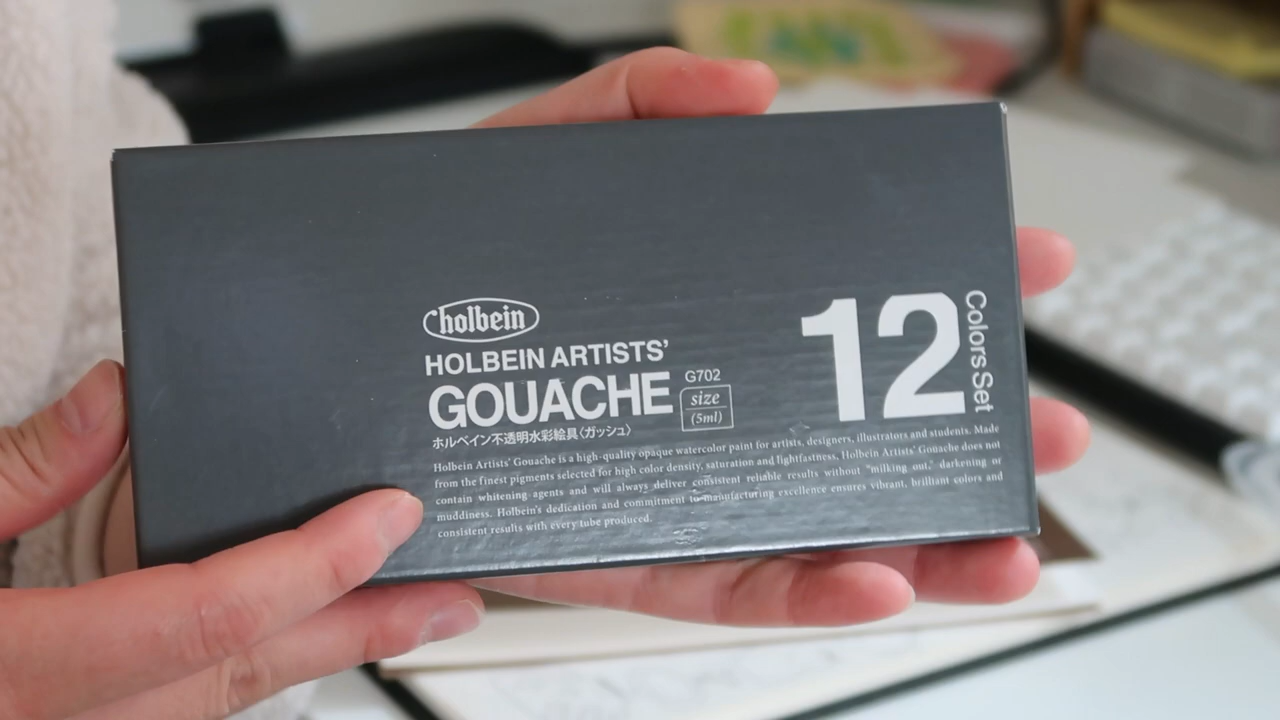 holbein
HOLBEIN ARTISTS'
GOUACHE
G702
size
(5ml)
ホルベイン不透明水彩絵具〈ガッシュ〉
12
Colors Set
Holbein Artists' Gouache is a high-quality opaque watercolor paint for artists, designers, illustrators and students. Made
from the finest pigments selected for high color density, saturation and lightfastness, Holbein Artists' Gouache does not
contain whitening agents and will always deliver consistent reliable results without "milking out," darkening or
muddiness. Holbein's dedication and commitment to manufacturing excellence ensures vibrant, brilliant colors and
consistent results with every tube produced.